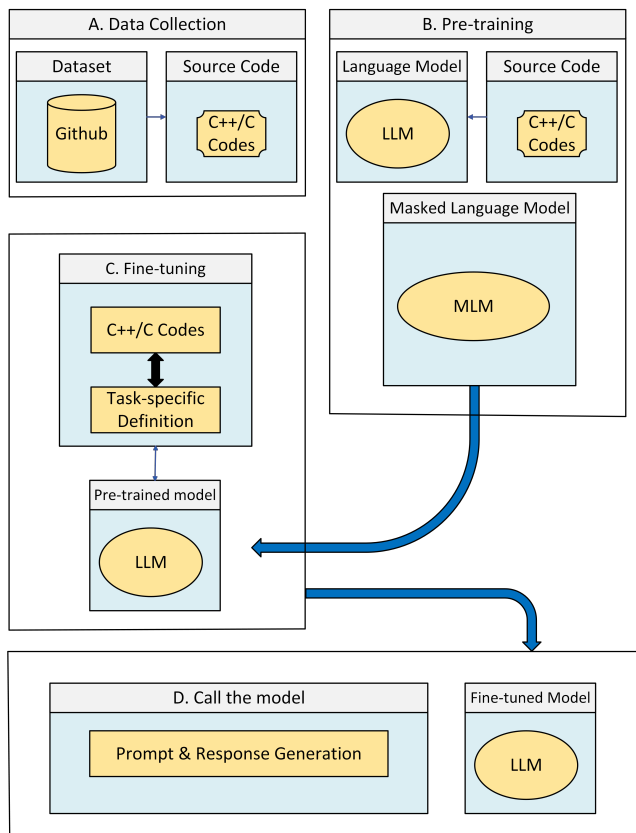 A. Data Collection
Dataset
Github
Source Code
C++/C
Codes
B. Pre-training
Language Model
LLM
Source Code
C++/C
Codes
Masked Language Model
MLM
C. Fine-tuning
C++/C Codes
Task-specific
Definition
Pre-trained model
LLM
D. Call the model
Prompt & Response Generation
Fine-tuned Model
LLM